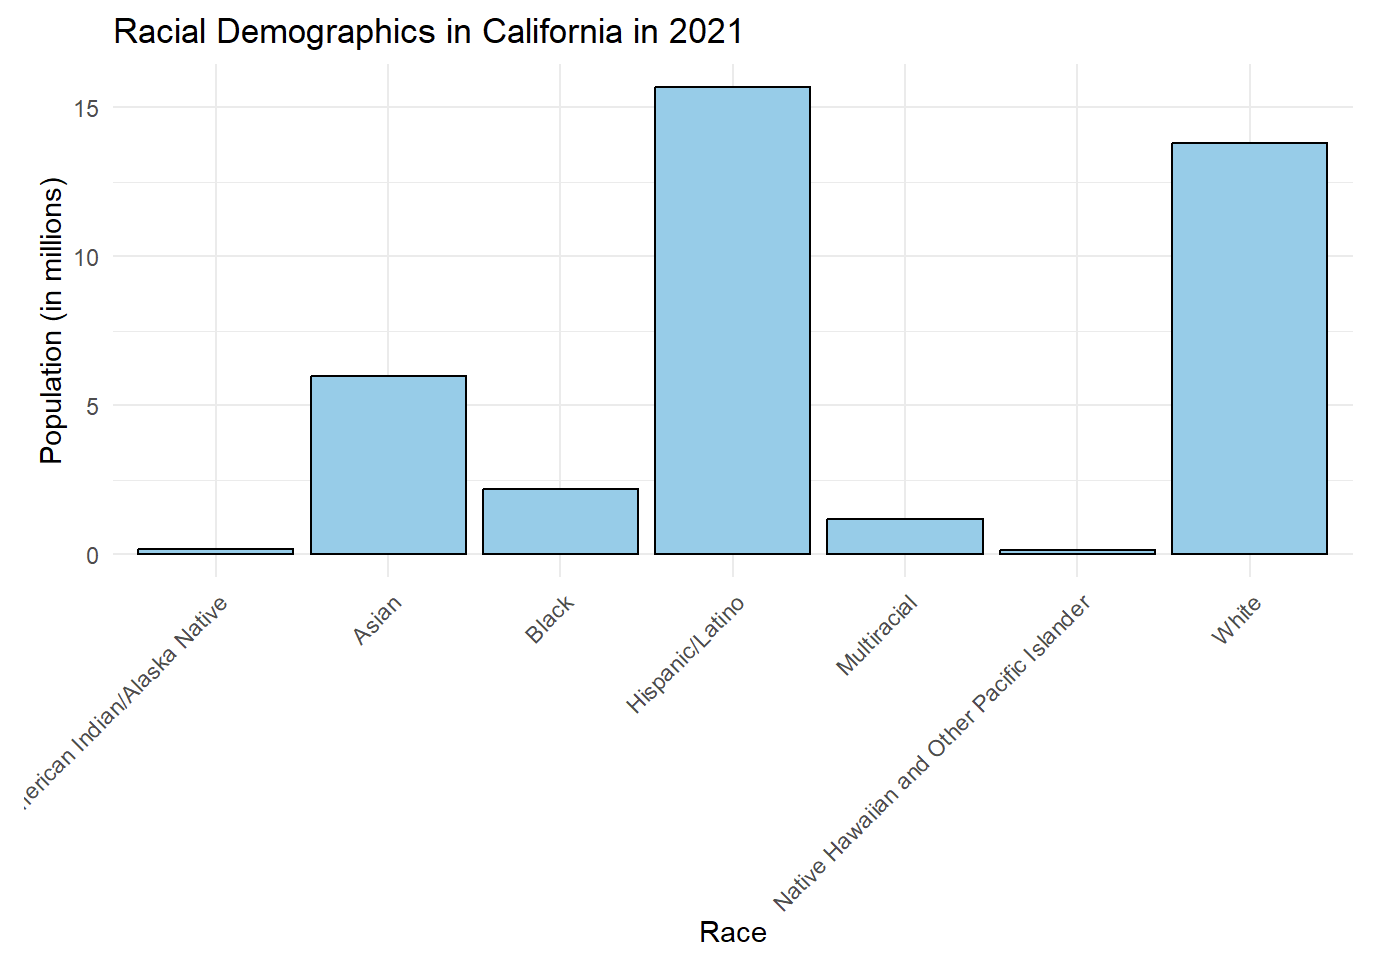 Racial Demographics in California in 2021
Population (in millions)
15
10
5
0
Indian/Alaska Native
Asian
Black
Hispanic/Latino
Multiracial
Native Hawaiian and Other Pacific Islander
White
Race